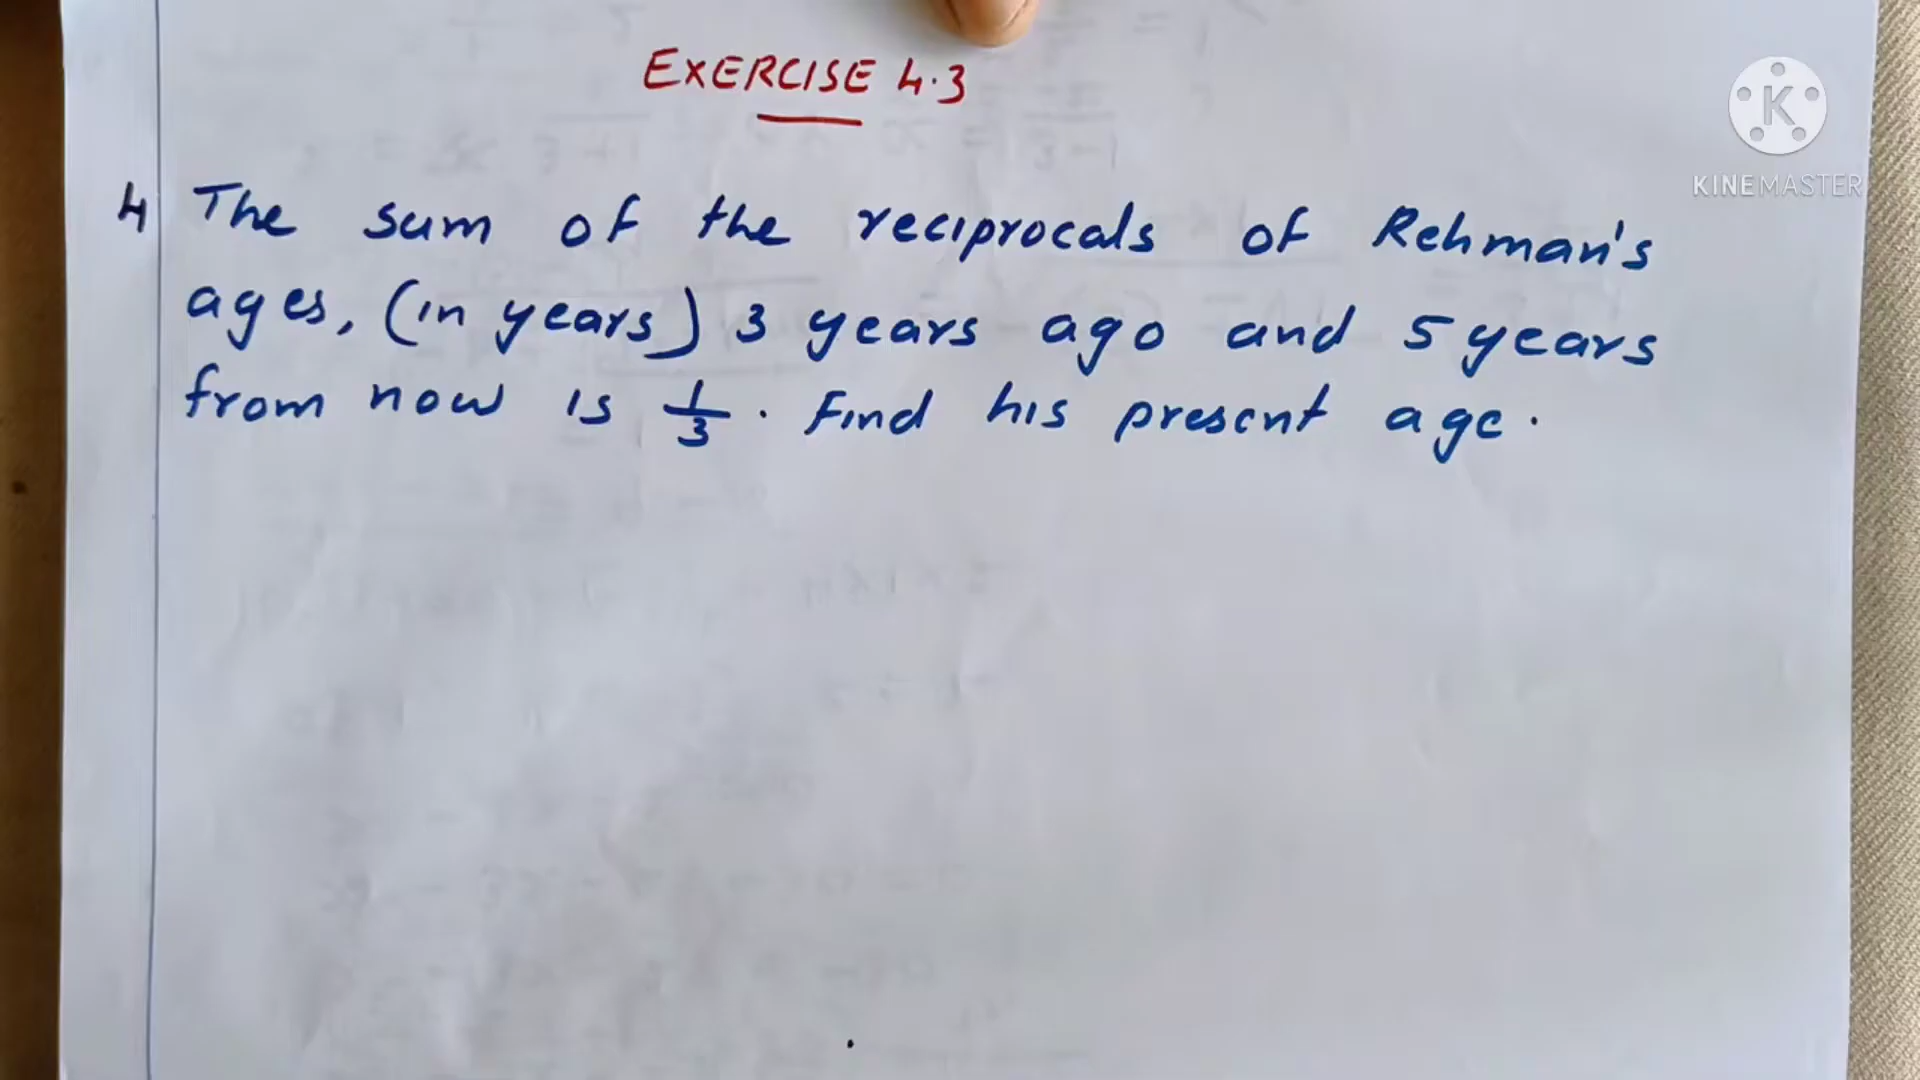 EXERCISE 4.3
K
KINEMASTER
4 The sum of the reciprocals of Rehman's
ages, (in years) 3 years ago and 5 years
from now is 1/3. Find his present age.